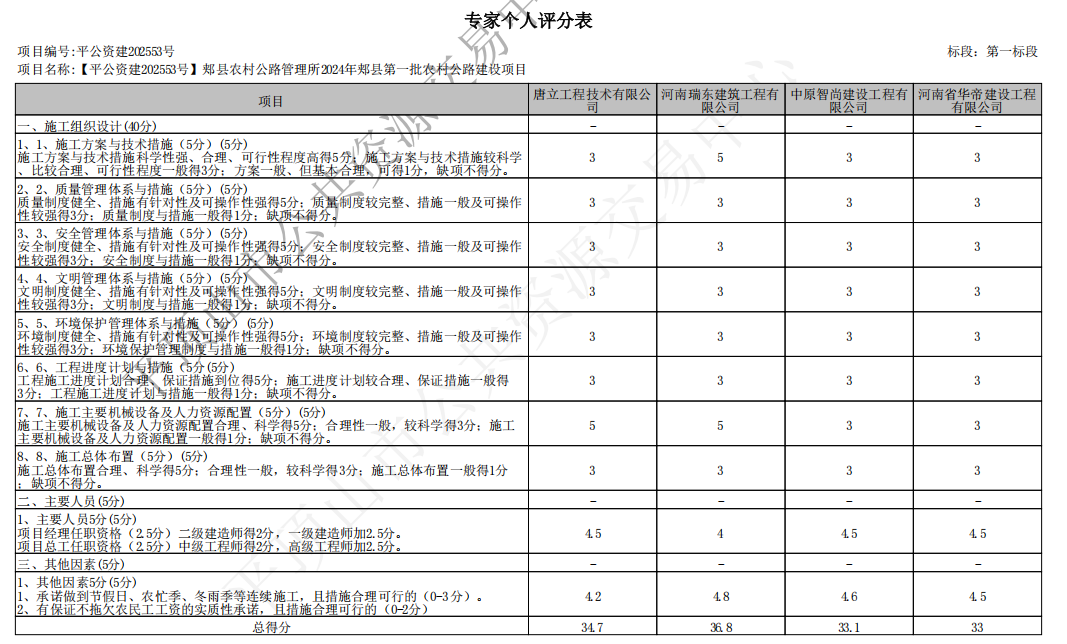 专家个人评分表
项目编号:平公资建202553号
标段：第一标段
项目名称:【平公资建202553号】郏县农村公路管理所2024年郏县第一批农村公路建设项目
项目 唐立工程技术有限公司 河南瑞东建筑工程有限公司 中原智尚建设工程有限公司 河南省华帝建设工程有限公司
一、施工组织设计(40分) – – – –
1、1、施工方案与技术措施（5分）(5分)
施工方案与技术措施科学性强、合理、可行性程度高得5分；施工方案与技术措施较科学
、比较合理、可行性程度一般得3分；方案一般、但基本合理，可得1分，缺项不得分。
3 5 3 3
2、2、质量管理体系与措施（5分）(5分)
质量制度健全、措施有针对性及可操作性强得5分；质量制度较完整、措施一般及可操作
性较强得3分；质量制度与措施一般得1分；缺项不得分。
3 3 3 3
3、3、安全管理体系与措施（5分）(5分)
安全制度健全、措施有针对性及可操作性强得5分；安全制度较完整、措施一般及可操作
性较强得3分；安全制度与措施一般得1分；缺项不得分。
3 3 3 3
4、4、文明管理体系与措施（5分）(5分)
文明制度健全、措施有针对性及可操作性强得5分；文明制度较完整、措施一般及可操作
性较强得3分；文明制度与措施一般得1分；缺项不得分。
3 3 3 3
5、5、环境保护管理体系与措施（5分）(5分)
环境制度健全、措施有针对性及可操作性强得5分；环境制度较完整、措施一般及可操作
性较强得3分；环境保护管理制度与措施一般得1分；缺项不得分。
3 3 3 3
6、6、工程进度计划与措施（5分(5分)
工程施工进度计划合理、保证措施到位得5分；施工进度计划较合理、保证措施一般得
3分；工程施工进度计划与措施一般得1分；缺项不得分。
3 3 3 3
7、7、施工主要机械设备及人力资源配置（5分）(5分)
施工主要机械设备及人力资源配置合理、科学得5分；合理性一般，较科学得3分；施工
主要机械设备及人力资源配置一般得1分；缺项不得分。
5 5 3 3
8、8、施工总体布置（5分）(5分)
施工总体布置合理、科学得5分；合理性一般，较科学得3分；施工总体布置一般得1分
；缺项不得分。
3 3 3 3
二、主要人员(5分) – – – –
1、主要人员5分(5分)
项目经理任职资格（2.5分）二级建造师得2分，一级建造师加2.5分。
项目总工任职资格（2.5分）中级工程师得2分，高级工程师加2.5分。
4.5 4 4.5 4.5
三、其他因素(5分) – – – –
1、其他因素5分(5分)
1、承诺做到节假日、农忙季、冬雨季等连续施工，且措施合理可行的（0-3分）。
2、有保证不拖欠农民工工资的实质性承诺，且措施合理可行的（0-2分）
4.2 4.8 4.6 4.5
总得分 34.7 36.8 33.1 33
平顶山市公共资源交易中心
平顶山市公共资源交易中心